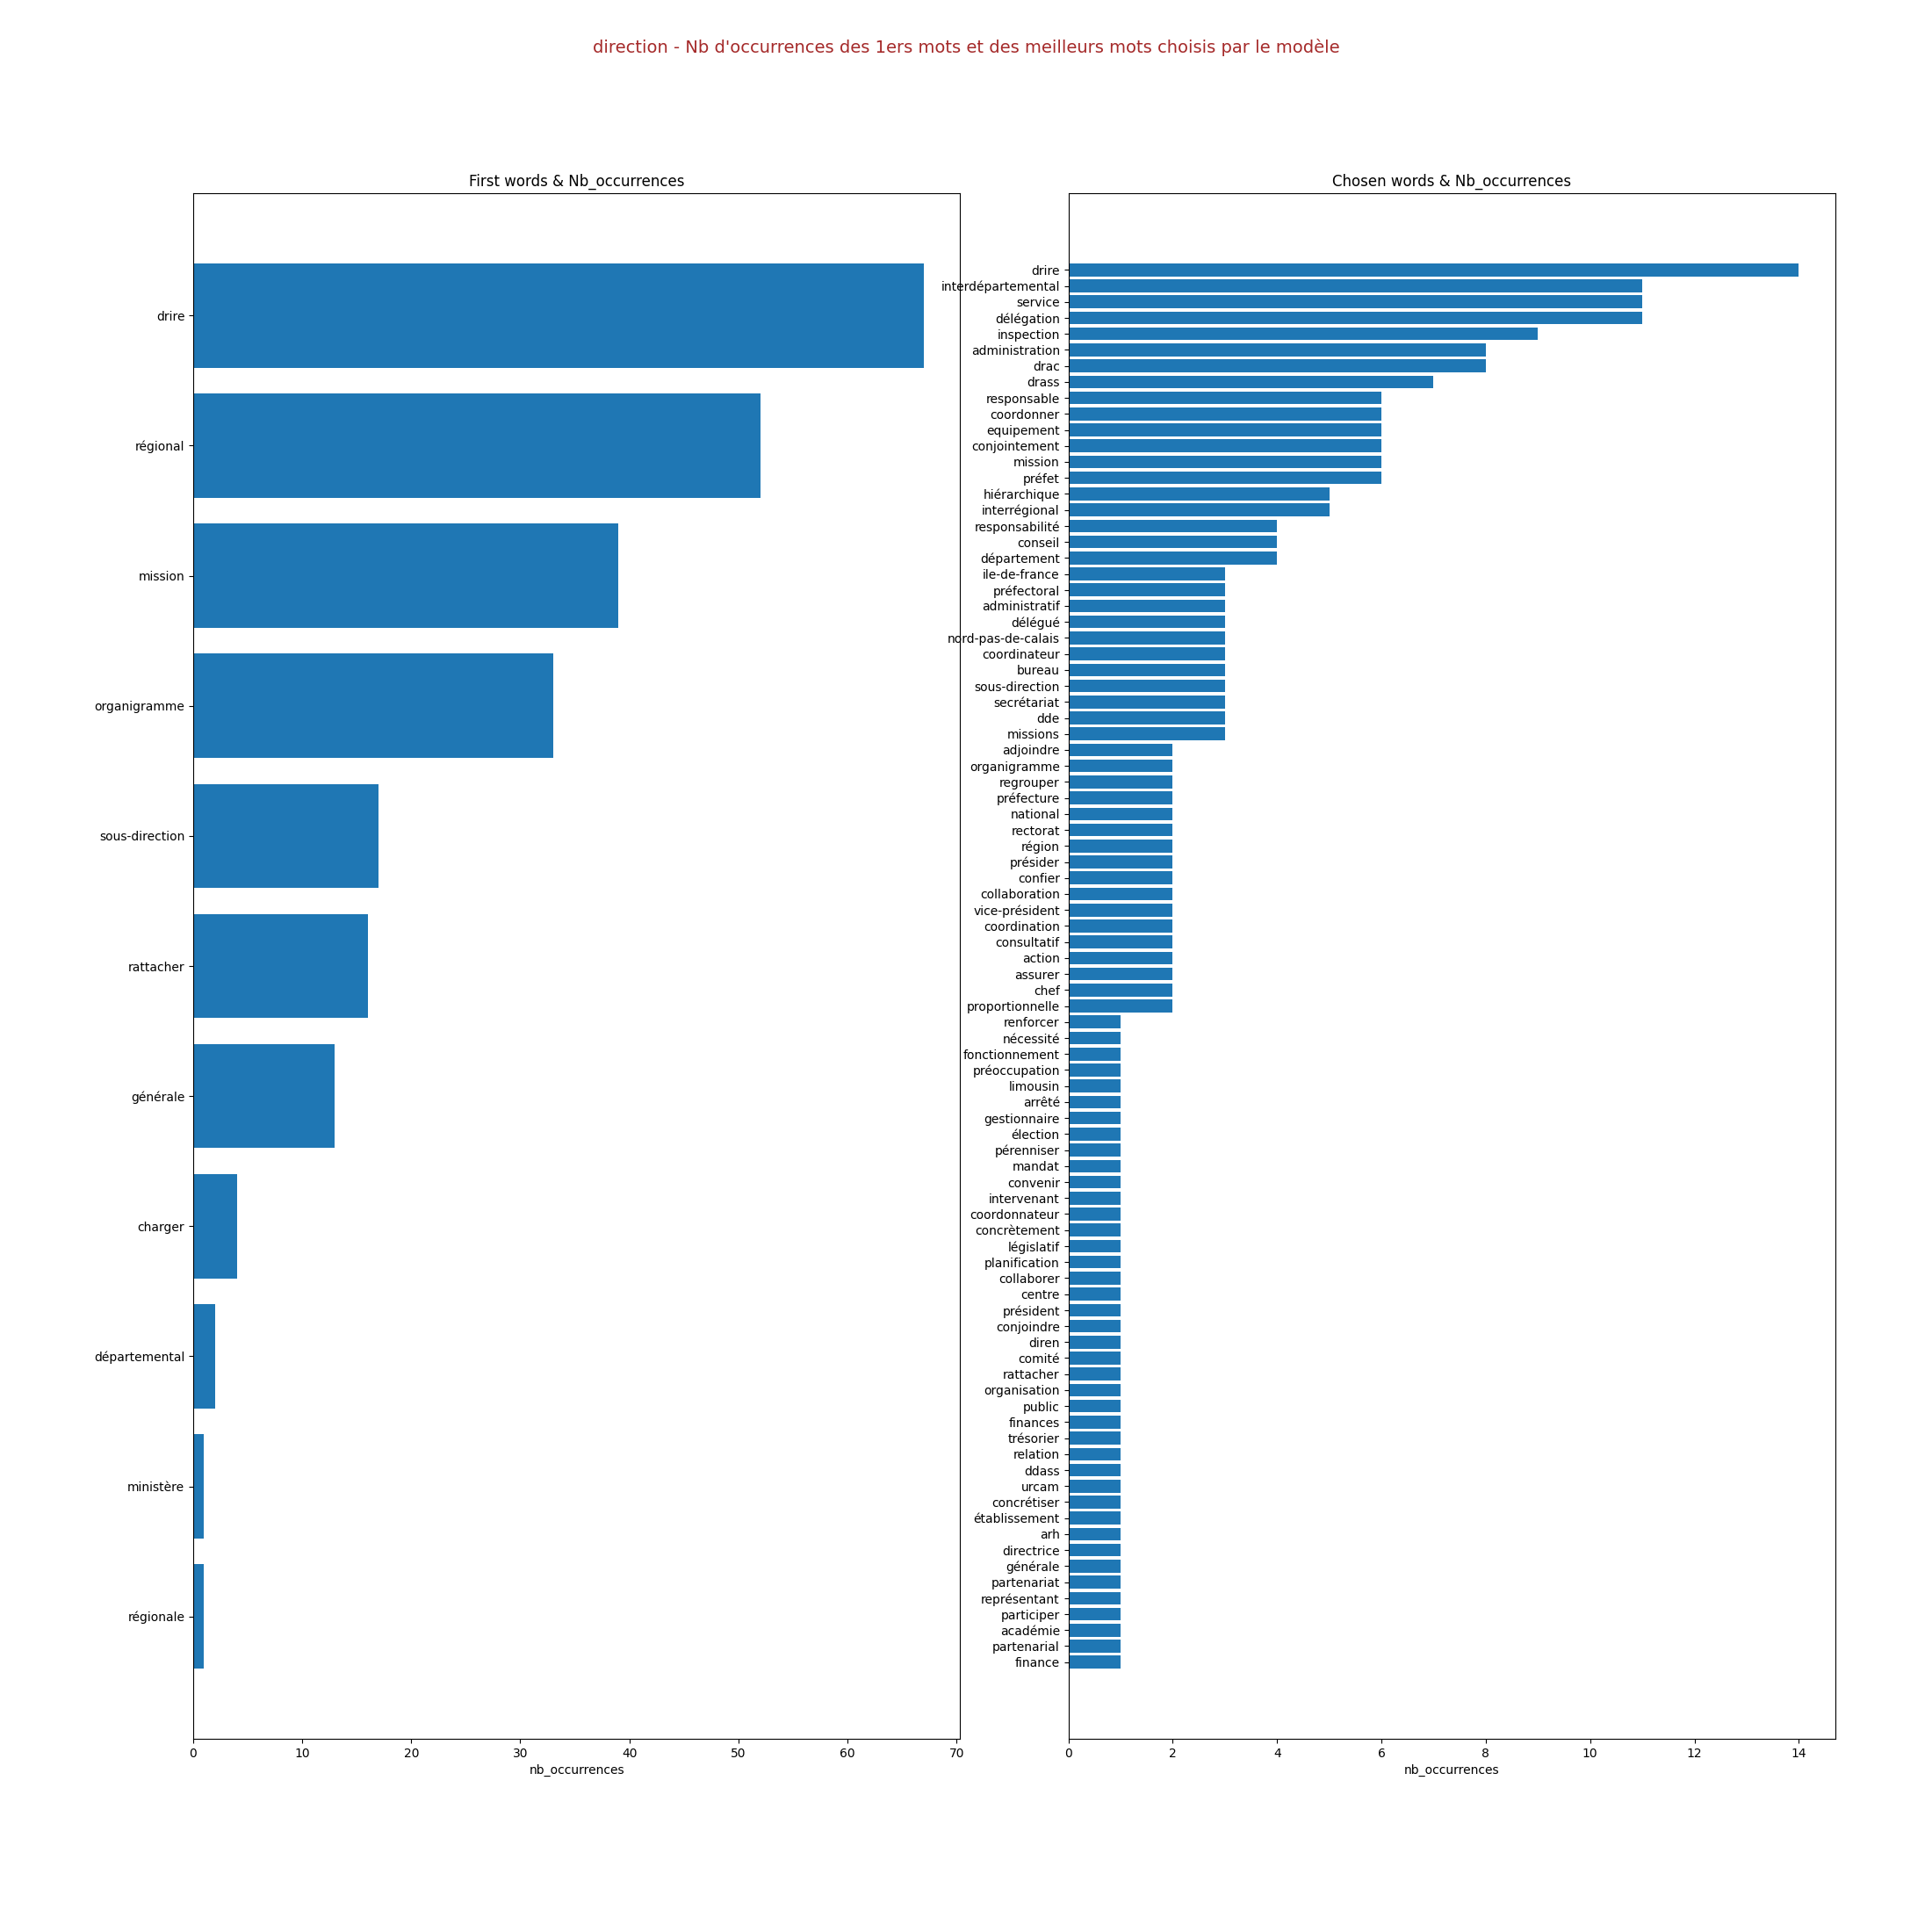 direction - Nb d'occurrences des 1ers mots et des meilleurs mots choisis par le modèle
First words & Nb_occurrences
drire
régional
mission
organigramme
sous-direction
rattacher
générale
charger
départemental
ministère
régionale
0 10 20 30 40 50 60 70
nb_occurrences
Chosen words & Nb_occurrences
drire
interdépartemental
service
délégation
inspection
administration
drac
drass
responsable
coordonner
equipement
conjointement
mission
préfet
hiérarchique
interrégional
responsabilité
conseil
département
ile-de-france
préfectoral
administratif
délégué
nord-pas-de-calais
coordinateur
bureau
sous-direction
secrétariat
dde
missions
adjoindre
organigramme
regrouper
préfecture
national
rectorat
région
présider
confier
collaboration
vice-président
coordination
consultatif
action
assurer
chef
proportionnelle
renforcer
nécessité
fonctionnement
préoccupation
limousin
arrêté
gestionnaire
élection
pérenniser
mandat
convenir
intervenant
coordonnateur
concrètement
législatif
planification
collaborer
centre
président
conjoindre
diren
comité
rattacher
organisation
public
finances
trésorier
relation
ddass
urcam
concrétiser
établissement
arh
directrice
générale
partenariat
représentant
participer
académie
partenarial
finance
0 2 4 6 8 10 12 14
nb_occurrences